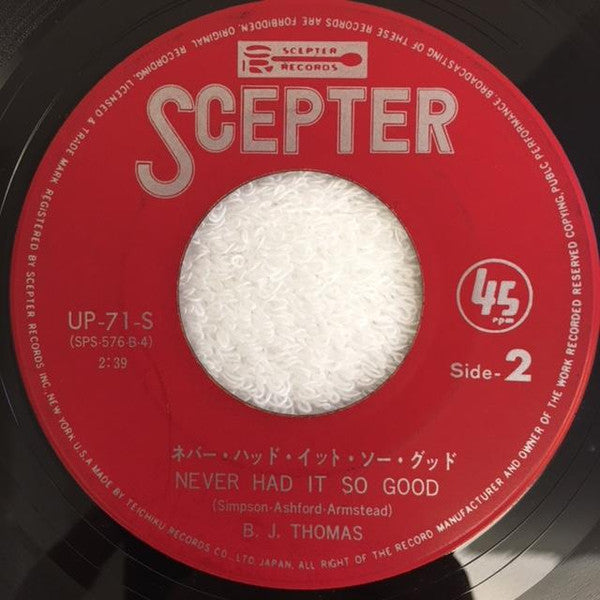 SCEPTER
RECORDS
SCEPTER
45
rpm
Side-2
UP-71-S
(SPS-576-B-4)
2:39
ネバー・ハッド・イット・ソー・グッド
NEVER HAD IT SO GOOD
(Simpson-Ashford-Armstead)
B. J. THOMAS
TRADE MARK REGISTERED BY SCEPTER RECORDS INC, NEW YORK U.S.A MADE BY TEICHIKU RECORDS CO., LTD. JAPAN, ALL RIGHT OF THE RECORD MANUFACTURER AND OWNER OF THE WORK RECORDED RESERVED COPYING, PUBLIC PERFORMANCE, BROADCASTING OF THESE RECORDS ARE FORBIDDEN, ORIGINAL RECORDING, LICENSED &